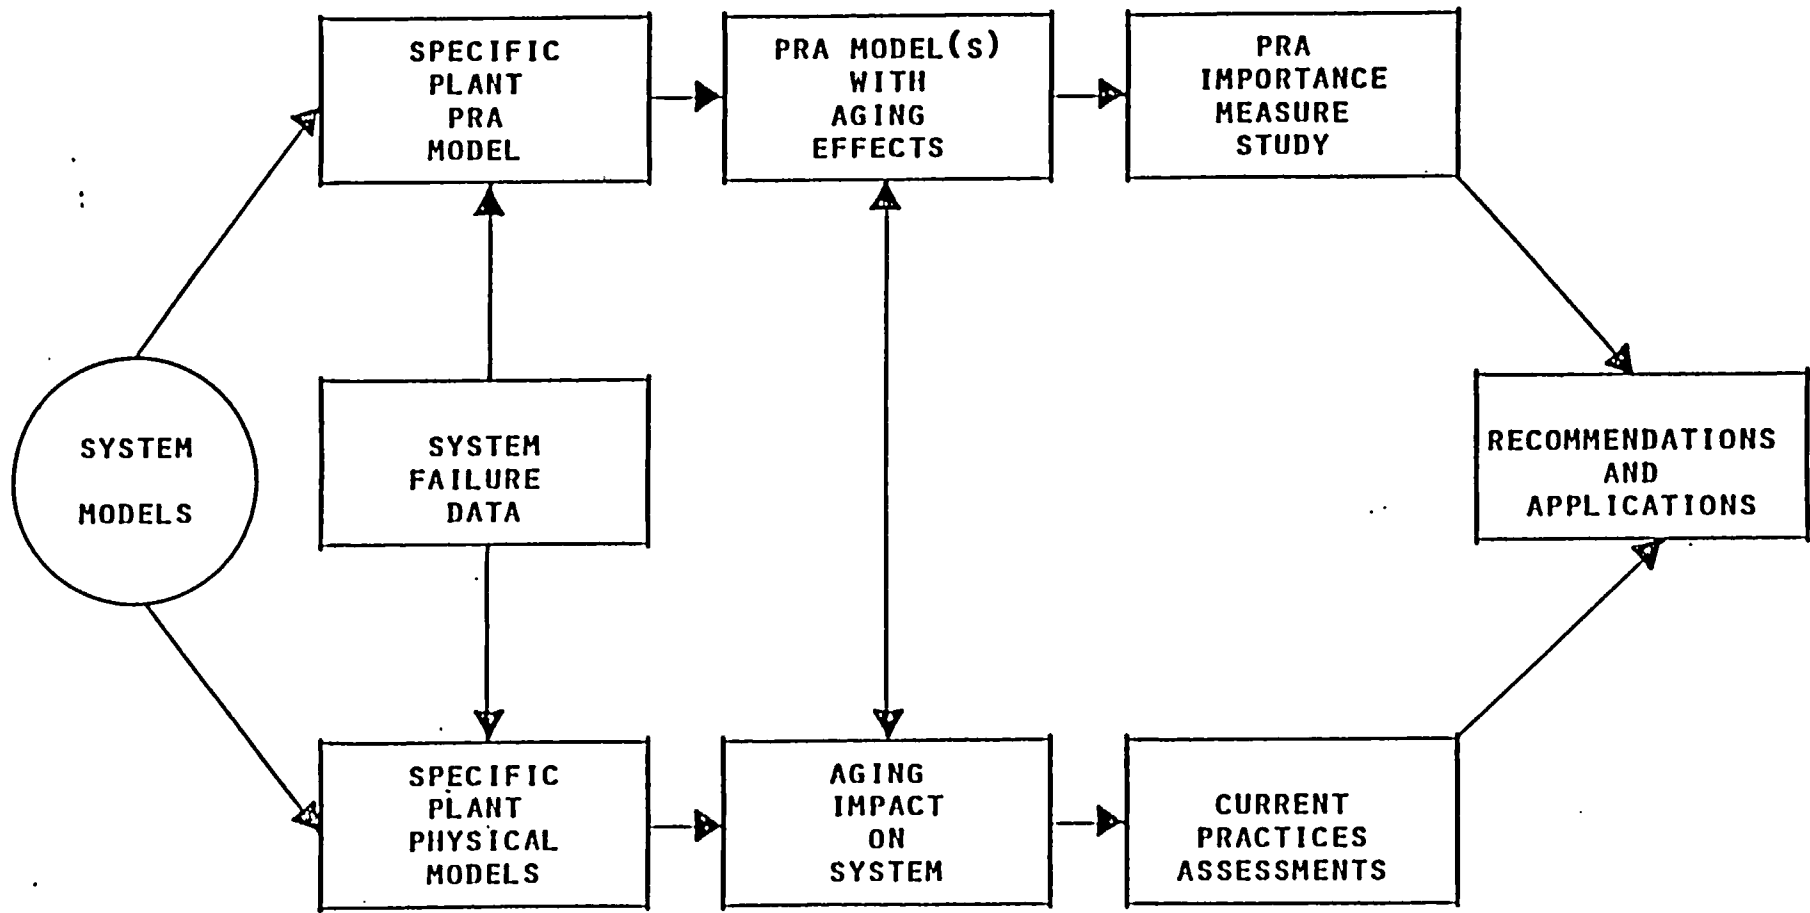 SPECIFIC
PLANT
PRA
MODEL
PRA MODEL(S)
WITH
AGING
EFFECTS
PRA
IMPORTANCE
MEASURE
STUDY
SYSTEM
MODELS
SYSTEM
FAILURE
DATA
RECOMMENDATIONS
AND
APPLICATIONS
SPECIFIC
PLANT
PHYSICAL
MODELS
AGING
IMPACT
ON
SYSTEM
CURRENT
PRACTICES
ASSESSMENTS